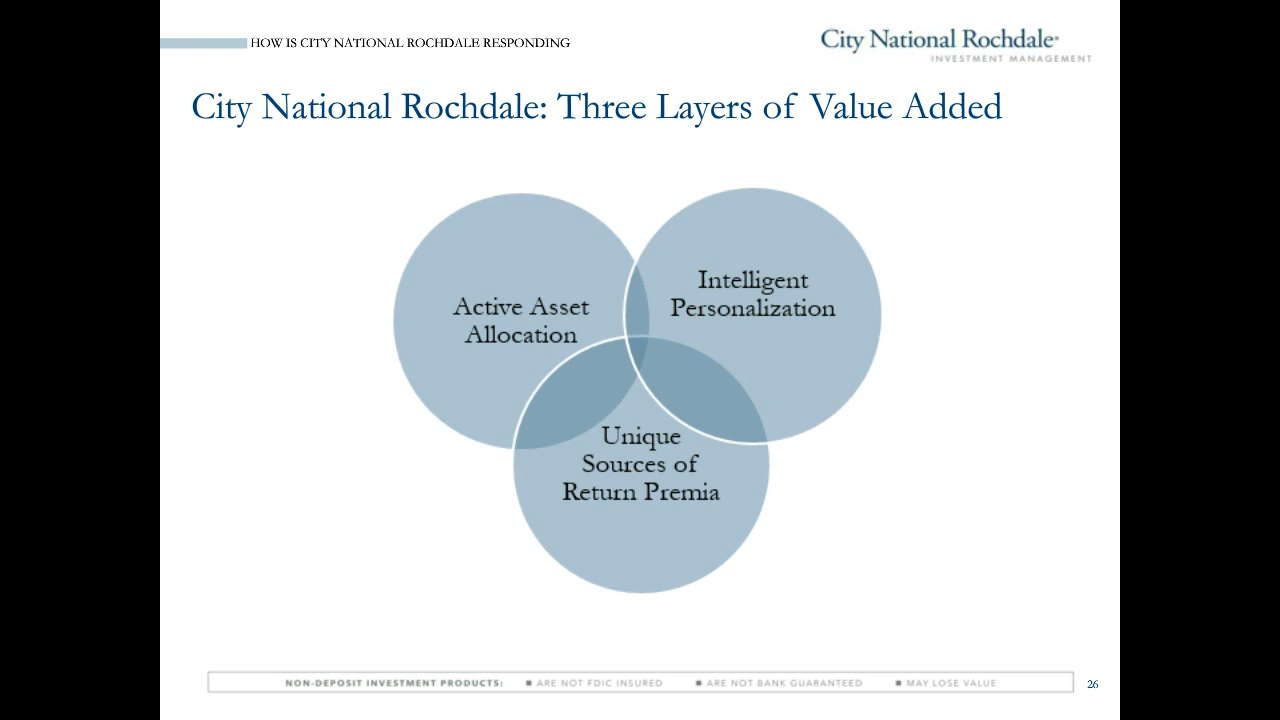 HOW IS CITY NATIONAL ROCHDALE RESPONDING
City National Rochdale
INVESTMENT MANAGEMENT
City National Rochdale: Three Layers of Value Added
Active Asset
Allocation
Intelligent
Personalization
Unique
Sources of
Return Premia
NON-DEPOSIT INVESTMENT PRODUCTS: ■ ARE NOT FDIC INSURED ■ ARE NOT BANK GUARANTEED ■ MAY LOSE VALUE
26